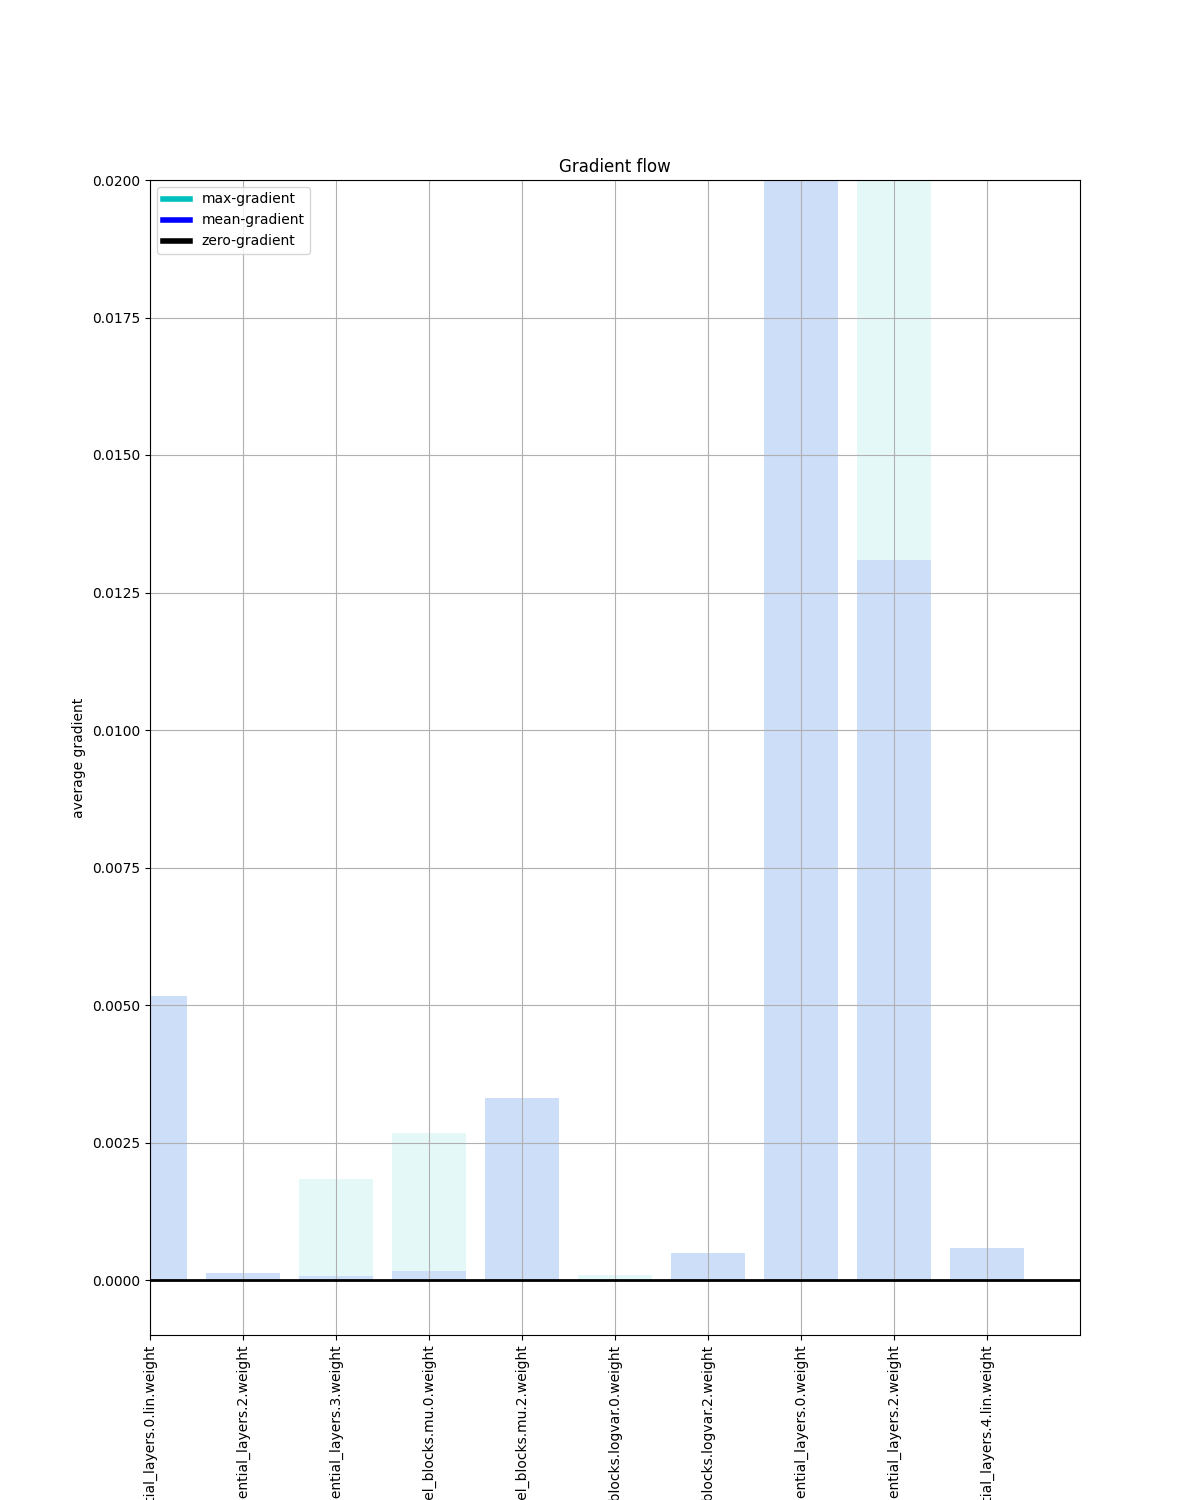 Gradient flow
max-gradient
mean-gradient
zero-gradient
0.0200
0.0175
0.0150
0.0125
0.0100
0.0075
0.0050
0.0025
0.0000
average gradient
tial_layers.0.lin.weight
ential_layers.2.weight
ential_layers.3.weight
el_blocks.mu.0.weight
el_blocks.mu.2.weight
blocks.logvar.0.weight
blocks.logvar.2.weight
ential_layers.0.weight
ential_layers.2.weight
tial_layers.4.lin.weight